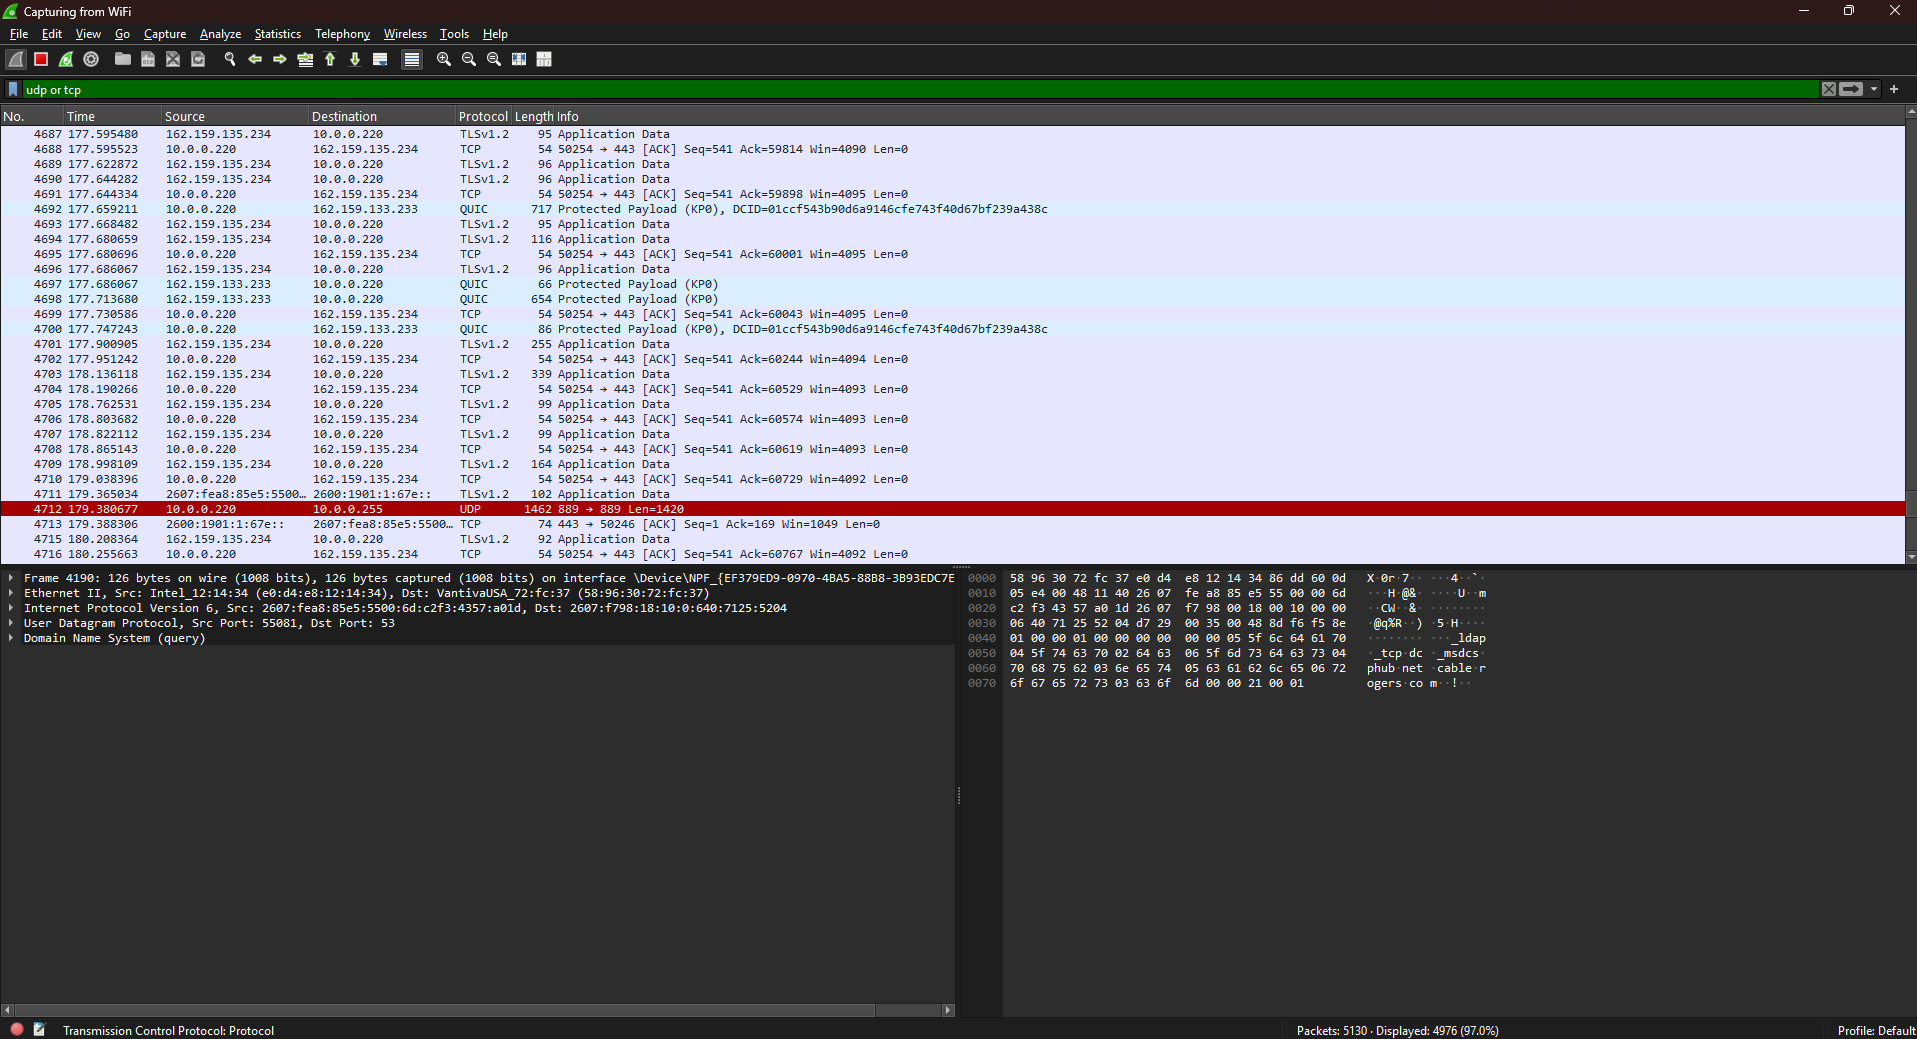 Capturing from WiFi
File Edit View Go Capture Analyze Statistics Telephony Wireless Tools Help
udp or tcp
No. Time Source Destination Protocol Length Info
4687 177.595480 162.159.135.234 10.0.0.220 TLSv1.2 95 Application Data
4688 177.595523 10.0.0.220 162.159.135.234 TCP 54 50254 → 443 [ACK] Seq=541 Ack=59814 Win=4090 Len=0
4689 177.622872 162.159.135.234 10.0.0.220 TLSv1.2 96 Application Data
4690 177.644282 162.159.135.234 10.0.0.220 TLSv1.2 96 Application Data
4691 177.644334 10.0.0.220 162.159.135.234 TCP 54 50254 → 443 [ACK] Seq=541 Ack=59898 Win=4095 Len=0
4692 177.659211 10.0.0.220 162.159.133.233 QUIC 717 Protected Payload (KP0), DCID=01ccf543b90d6a9146cfe743f40d67bf239a438c
4693 177.668482 162.159.135.234 10.0.0.220 TLSv1.2 95 Application Data
4694 177.680659 162.159.135.234 10.0.0.220 TLSv1.2 116 Application Data
4695 177.680696 10.0.0.220 162.159.135.234 TCP 54 50254 → 443 [ACK] Seq=541 Ack=60001 Win=4095 Len=0
4696 177.686067 162.159.135.234 10.0.0.220 TLSv1.2 96 Application Data
4697 177.686067 162.159.133.233 10.0.0.220 QUIC 66 Protected Payload (KP0)
4698 177.713680 162.159.133.233 10.0.0.220 QUIC 654 Protected Payload (KP0)
4699 177.730586 10.0.0.220 162.159.135.234 TCP 54 50254 → 443 [ACK] Seq=541 Ack=60043 Win=4095 Len=0
4700 177.747243 10.0.0.220 162.159.133.233 QUIC 86 Protected Payload (KP0), DCID=01ccf543b90d6a9146cfe743f40d67bf239a438c
4701 177.900905 162.159.135.234 10.0.0.220 TLSv1.2 255 Application Data
4702 177.951242 10.0.0.220 162.159.135.234 TCP 54 50254 → 443 [ACK] Seq=541 Ack=60244 Win=4094 Len=0
4703 178.136118 162.159.135.234 10.0.0.220 TLSv1.2 339 Application Data
4704 178.190266 10.0.0.220 162.159.135.234 TCP 54 50254 → 443 [ACK] Seq=541 Ack=60529 Win=4093 Len=0
4705 178.762531 162.159.135.234 10.0.0.220 TLSv1.2 99 Application Data
4706 178.803682 10.0.0.220 162.159.135.234 TCP 54 50254 → 443 [ACK] Seq=541 Ack=60574 Win=4093 Len=0
4707 178.822112 162.159.135.234 10.0.0.220 TLSv1.2 99 Application Data
4708 178.865143 10.0.0.220 162.159.135.234 TCP 54 50254 → 443 [ACK] Seq=541 Ack=60619 Win=4093 Len=0
4709 178.998109 162.159.135.234 10.0.0.220 TLSv1.2 164 Application Data
4710 179.038396 10.0.0.220 162.159.135.234 TCP 54 50254 → 443 [ACK] Seq=541 Ack=60729 Win=4092 Len=0
4711 179.365034 2607:fea8:85e5:5500… 2600:1901:1:67e:: TLSv1.2 102 Application Data
4712 179.380677 10.0.0.220 10.0.0.255 UDP 1462 889 → 889 Len=1420
4713 179.388306 2600:1901:1:67e:: 2607:fea8:85e5:5500… TCP 74 443 → 50246 [ACK] Seq=1 Ack=169 Win=1049 Len=0
4715 180.208364 162.159.135.234 10.0.0.220 TLSv1.2 92 Application Data
4716 180.255663 10.0.0.220 162.159.135.234 TCP 54 50254 → 443 [ACK] Seq=541 Ack=60767 Win=4092 Len=0
Frame 4190: 126 bytes on wire (1008 bits), 126 bytes captured (1008 bits) on interface \Device\NPF_{EF379ED9-0970-4BA5-88B8-3B93EDC7E
Ethernet II, Src: Intel_12:14:34 (e0:d4:e8:12:14:34), Dst: VantivaUSA_72:fc:37 (58:96:30:72:fc:37)
Internet Protocol Version 6, Src: 2607:fea8:85e5:5500:6d:c2f3:4357:a01d, Dst: 2607:f798:18:10:0:640:7125:5204
User Datagram Protocol, Src Port: 55081, Dst Port: 53
Domain Name System (query)
0000 58 96 30 72 fc 37 e0 d4 e8 12 14 34 86 dd 60 0d X·0r·7·· ···4··`·
0010 05 e4 00 48 11 40 26 07 fe a8 85 e5 55 00 00 6d ···H·@&· ····U··m
0020 c2 f3 43 57 a0 1d 26 07 f7 98 00 18 00 10 00 00 ··CW··&· ········
0030 06 40 71 25 52 04 d7 29 00 35 00 48 8d f6 f5 8e ·@q%R··) ·5·H····
0040 01 00 00 01 00 00 00 00 00 00 05 5f 6c 64 61 70 ········ ···_ldap
0050 04 5f 74 63 70 02 64 63 06 5f 6d 73 64 63 73 04 ·_tcp·dc ·_msdcs·
0060 70 68 75 62 03 6e 65 74 05 63 61 62 6c 65 06 72 phub·net ·cable·r
0070 6f 67 65 72 73 03 63 6f 6d 00 00 21 00 01 ogers·co m··!··
Transmission Control Protocol: Protocol
Packets: 5130 · Displayed: 4976 (97.0%)
Profile: Default